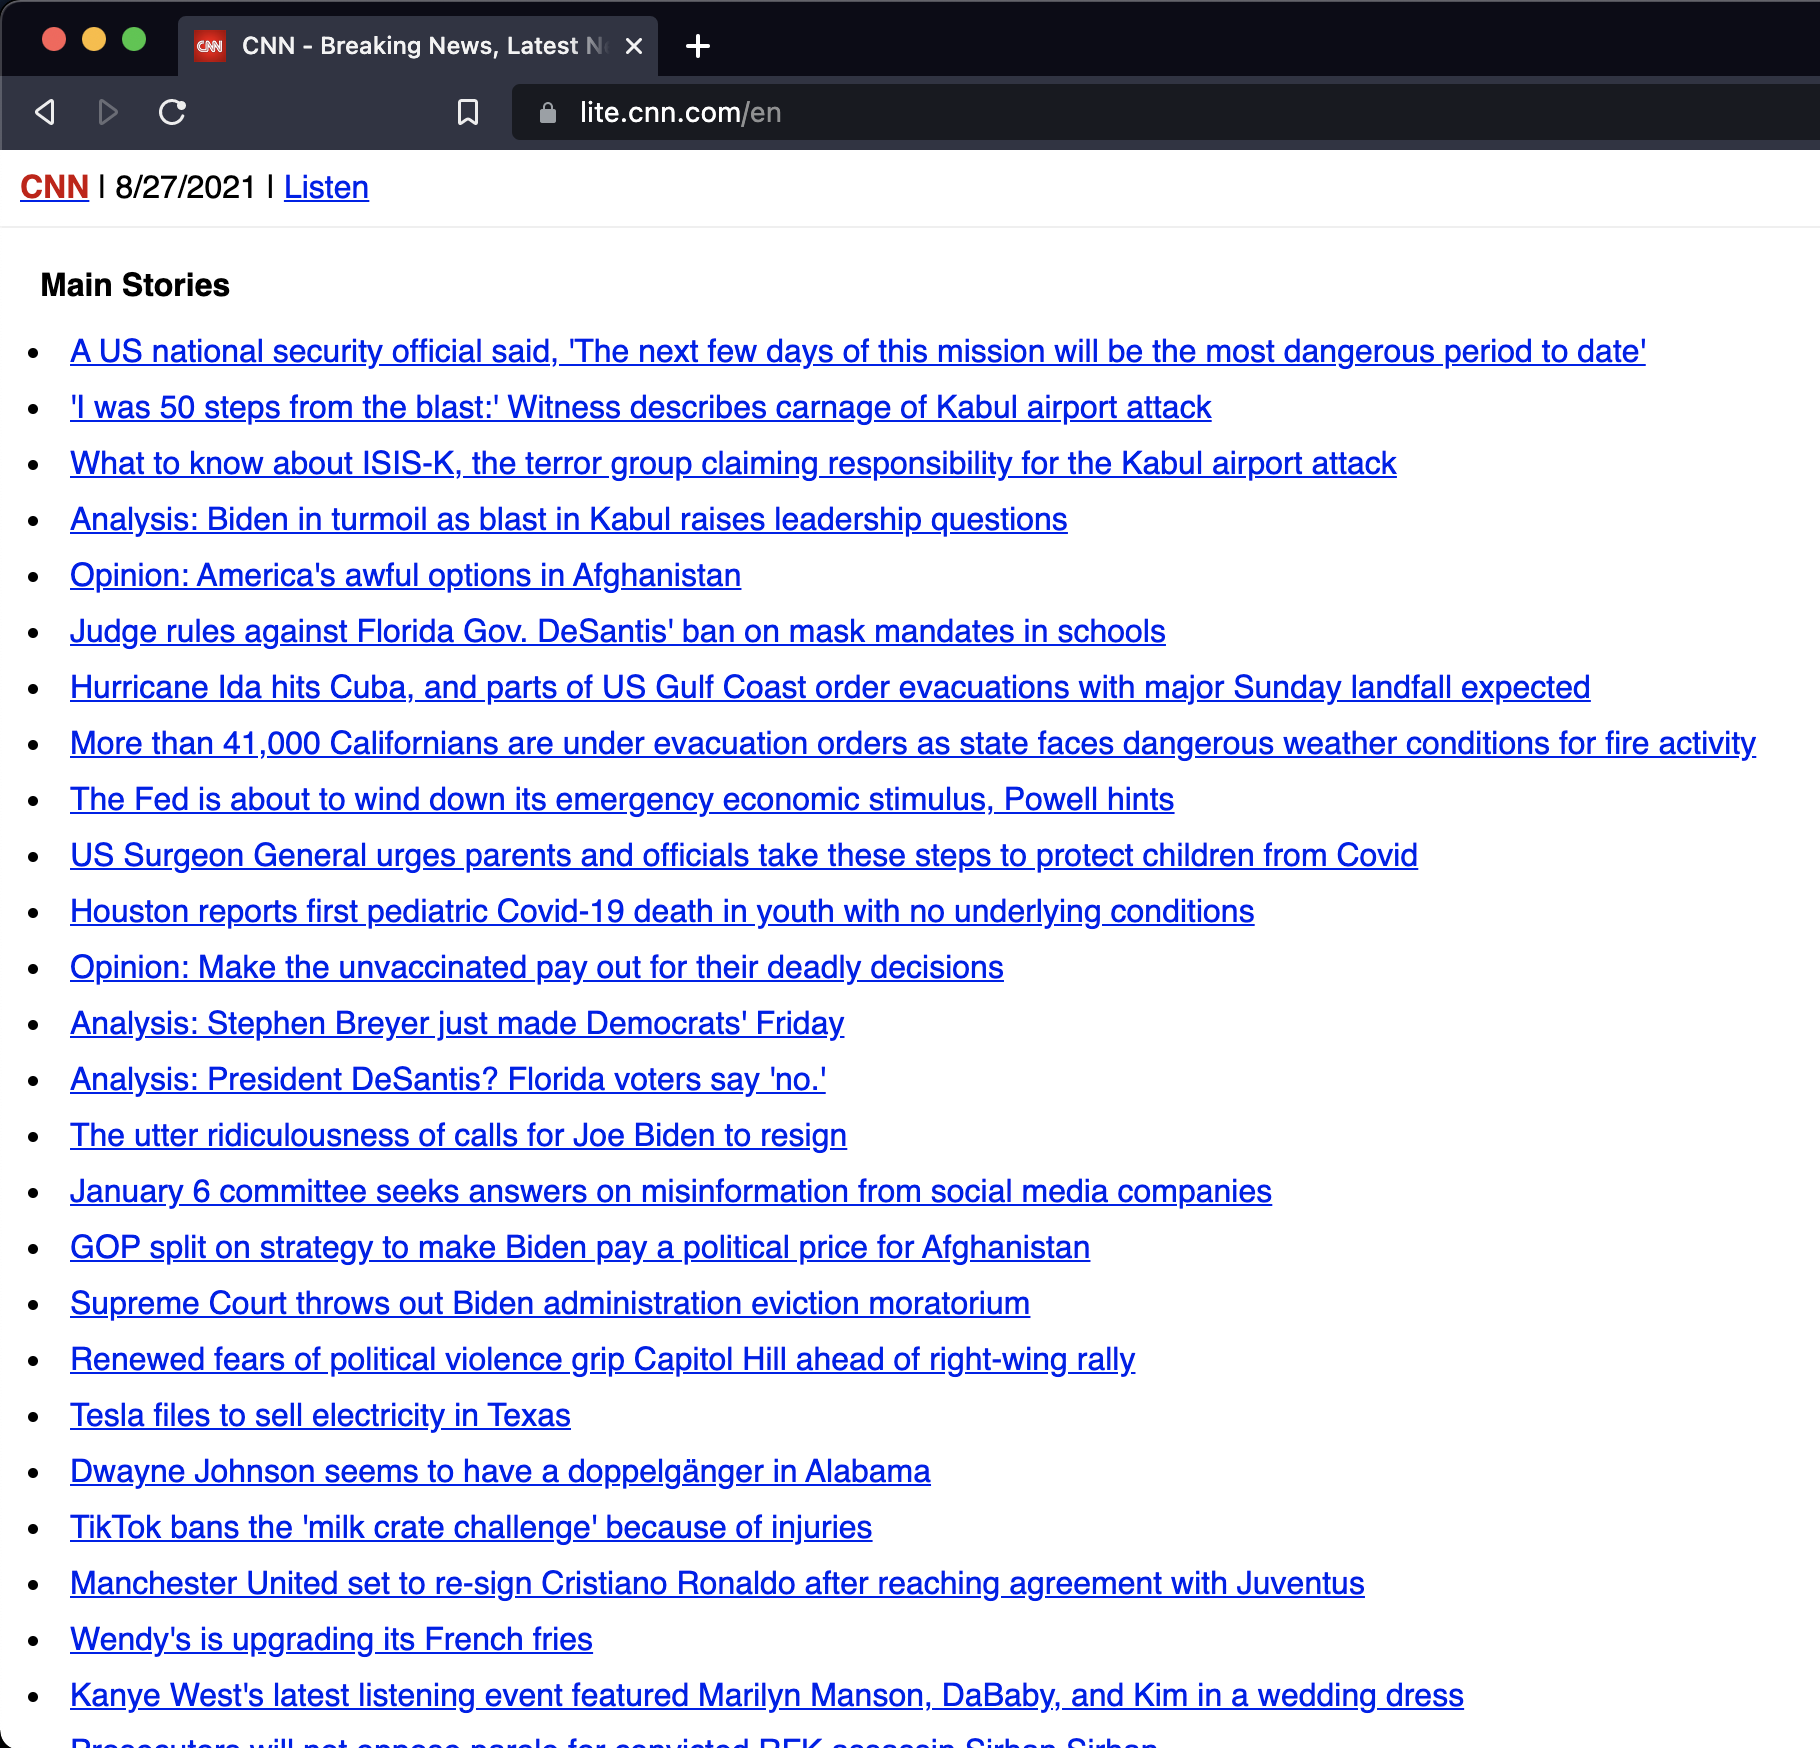 CNN
CNN - Breaking News, Latest N
lite.cnn.com/en
CNN | 8/27/2021 | Listen
Main Stories
A US national security official said, 'The next few days of this mission will be the most dangerous period to date'
'I was 50 steps from the blast:' Witness describes carnage of Kabul airport attack
What to know about ISIS-K, the terror group claiming responsibility for the Kabul airport attack
Analysis: Biden in turmoil as blast in Kabul raises leadership questions
Opinion: America's awful options in Afghanistan
Judge rules against Florida Gov. DeSantis' ban on mask mandates in schools
Hurricane Ida hits Cuba, and parts of US Gulf Coast order evacuations with major Sunday landfall expected
More than 41,000 Californians are under evacuation orders as state faces dangerous weather conditions for fire activity
The Fed is about to wind down its emergency economic stimulus, Powell hints
US Surgeon General urges parents and officials take these steps to protect children from Covid
Houston reports first pediatric Covid-19 death in youth with no underlying conditions
Opinion: Make the unvaccinated pay out for their deadly decisions
Analysis: Stephen Breyer just made Democrats' Friday
Analysis: President DeSantis? Florida voters say 'no.'
The utter ridiculousness of calls for Joe Biden to resign
January 6 committee seeks answers on misinformation from social media companies
GOP split on strategy to make Biden pay a political price for Afghanistan
Supreme Court throws out Biden administration eviction moratorium
Renewed fears of political violence grip Capitol Hill ahead of right-wing rally
Tesla files to sell electricity in Texas
Dwayne Johnson seems to have a doppelgänger in Alabama
TikTok bans the 'milk crate challenge' because of injuries
Manchester United set to re-sign Cristiano Ronaldo after reaching agreement with Juventus
Wendy's is upgrading its French fries
Kanye West's latest listening event featured Marilyn Manson, DaBaby, and Kim in a wedding dress
Prosecutors will not oppose parole for convicted RFK assassin Sirhan Sirhan